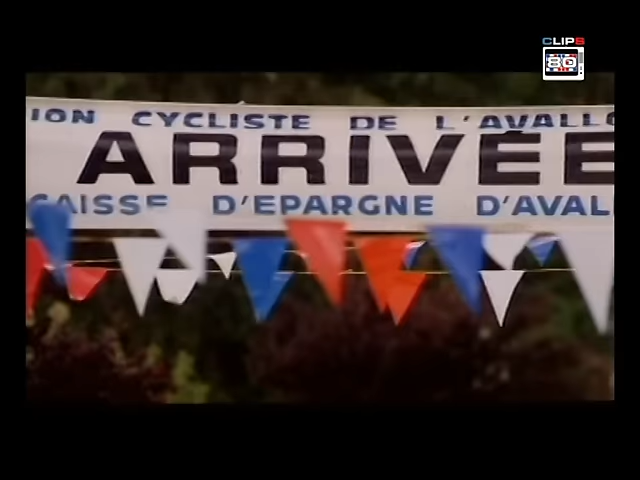 CLIPS
80
ION CYCLISTE DE L'AVALLO
ARRIVÉE
CAISSE D'EPARGNE D'AVAL